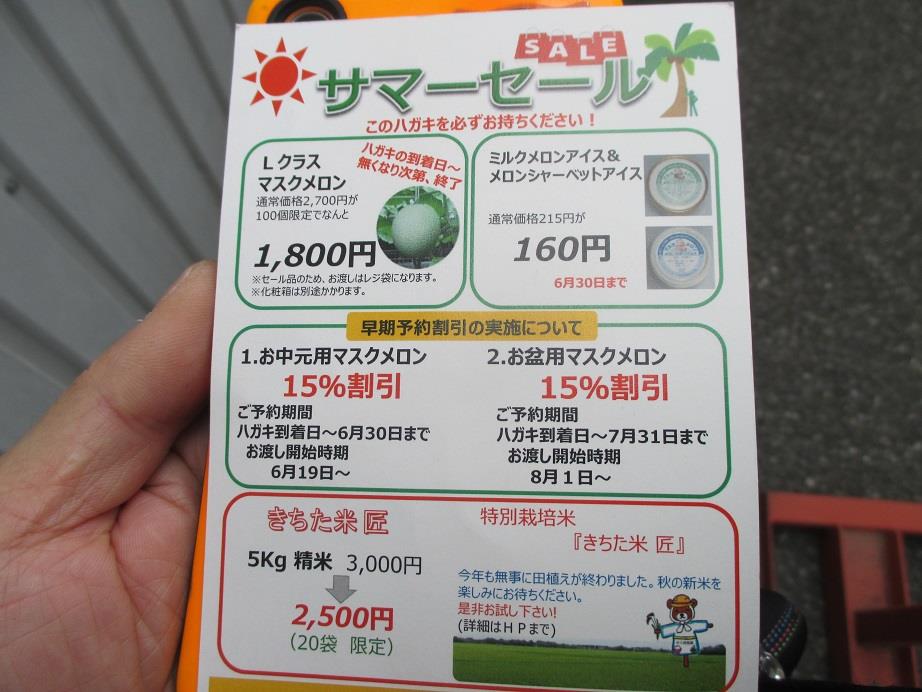 SALE
サマーセール
このハガキを必ずお持ちください！
Lクラス
マスクメロン
ハガキの到着日～
無くなり次第、終了
通常価格2,700円が
100個限定でなんと
1,800円
※セール品のため、お渡しはレジ袋になります。
※化粧箱は別途かかります。
ミルクメロンアイス＆
メロンシャーベットアイス
通常価格215円が
160円
6月30日まで
早期予約割引の実施について
1.お中元用マスクメロン
15%割引
ご予約期間
ハガキ到着日～6月30日まで
お渡し開始時期
6月19日～
2.お盆用マスクメロン
15%割引
ご予約期間
ハガキ到着日～7月31日まで
お渡し開始時期
8月1日～
きちた米 匠
5Kg 精米 3,000円
2,500円
(20袋 限定)
特別栽培米
『きちた米 匠』
今年も無事に田植えが終わりました。秋の新米を
楽しみにお待ちください。
是非お試し下さい!
(詳細はＨＰまで)